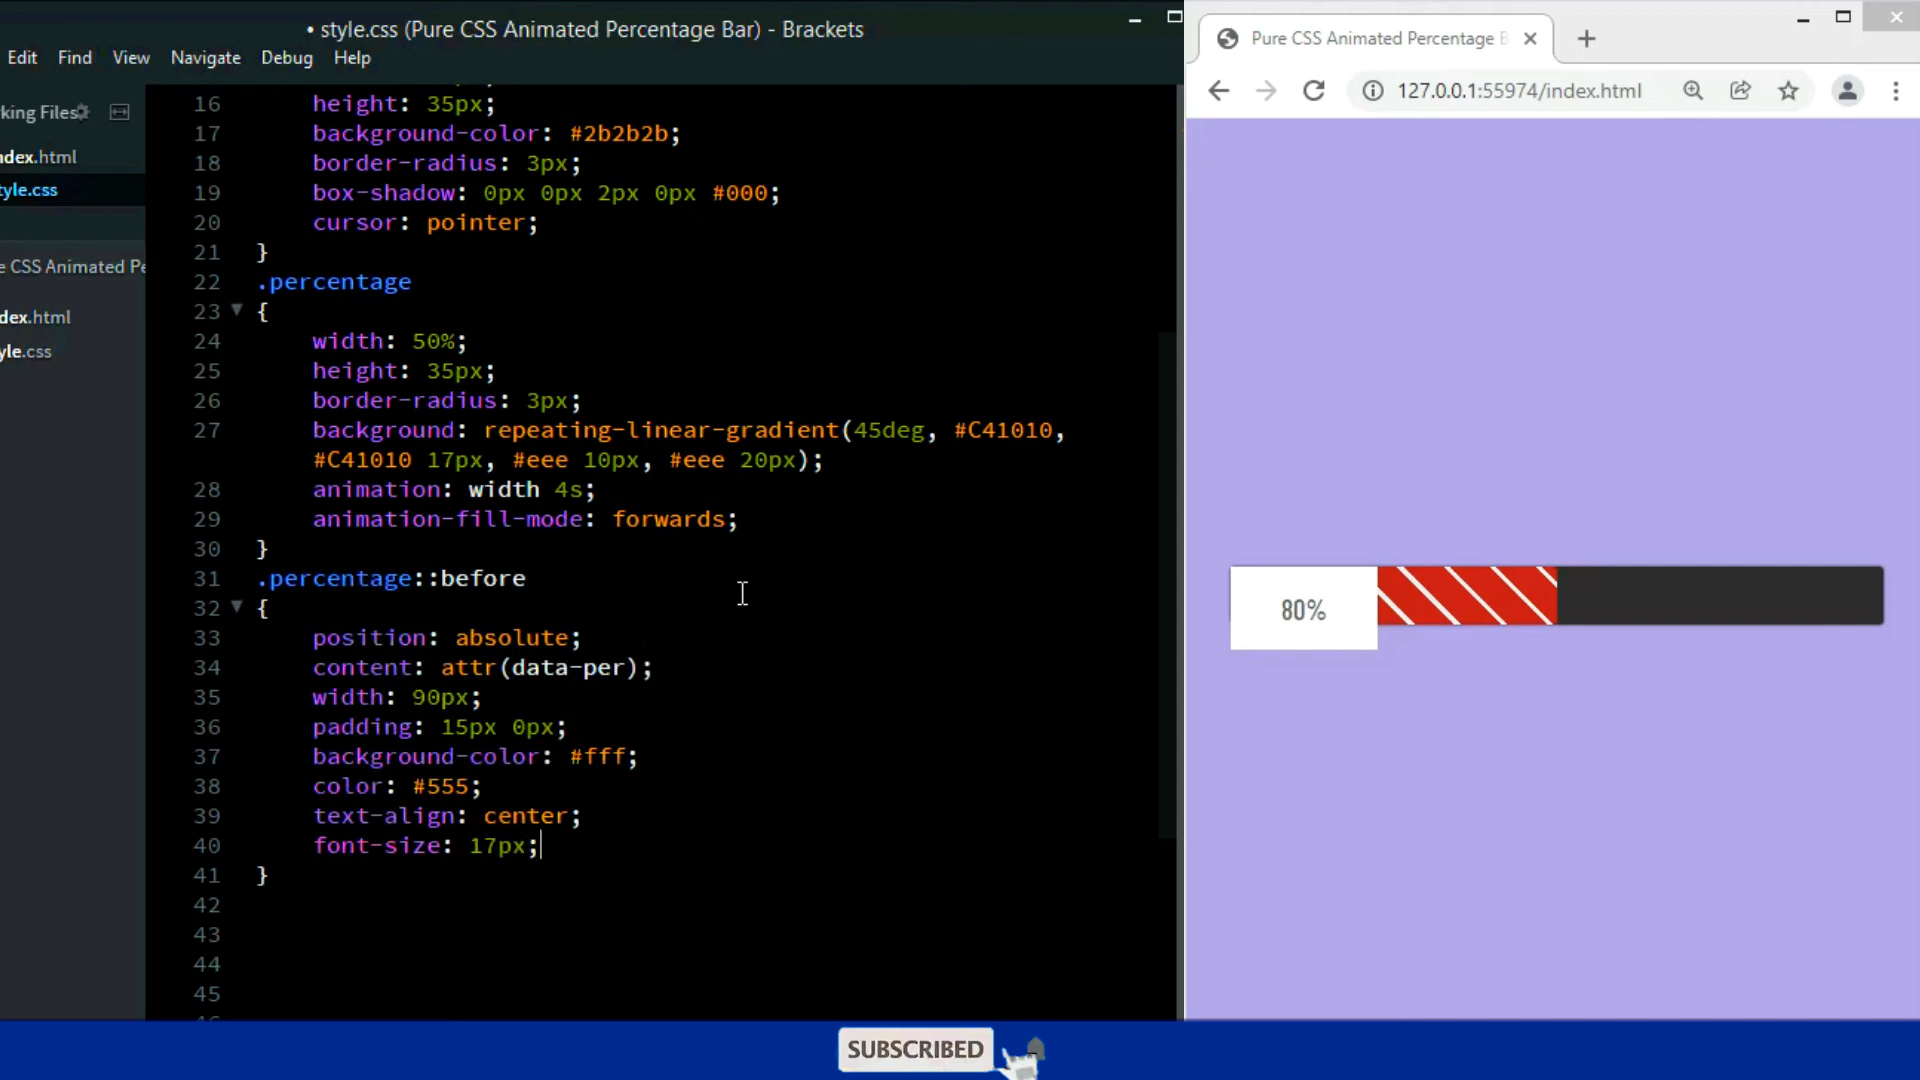 • style.css (Pure CSS Animated Percentage Bar) - Brackets
Edit Find View Navigate Debug Help
king Files
ndex.html
tyle.css
e CSS Animated Pe
dex.html
yle.css
16 height: 35px;
17 background-color: #2b2b2b;
18 border-radius: 3px;
19 box-shadow: 0px 0px 2px 0px #000;
20 cursor: pointer;
21 }
22 .percentage
23 {
24 width: 50%;
25 height: 35px;
26 border-radius: 3px;
27 background: repeating-linear-gradient(45deg, #C41010,
#C41010 17px, #eee 10px, #eee 20px);
28 animation: width 4s;
29 animation-fill-mode: forwards;
30 }
31 .percentage::before
32 {
33 position: absolute;
34 content: attr(data-per);
35 width: 90px;
36 padding: 15px 0px;
37 background-color: #fff;
38 color: #555;
39 text-align: center;
40 font-size: 17px;
41 }
42
43
44
45
Pure CSS Animated Percentage B
127.0.0.1:55974/index.html
80%
SUBSCRIBED